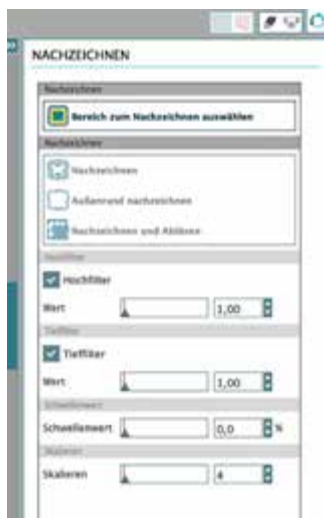 NACHZEICHNEN
Nachzeichnen
Bereich zum Nachzeichnen auswählen
Nachzeichnen
Nachzeichnen
Außenrand nachzeichnen
Nachzeichnen und Ablösen
Hochfilter
Hochfilter
Wert 1,00
Tieffilter
Tieffilter
Wert 1,00
Schwellenwert
Schwellenwert 0,0 %
Skalieren
Skalieren 4